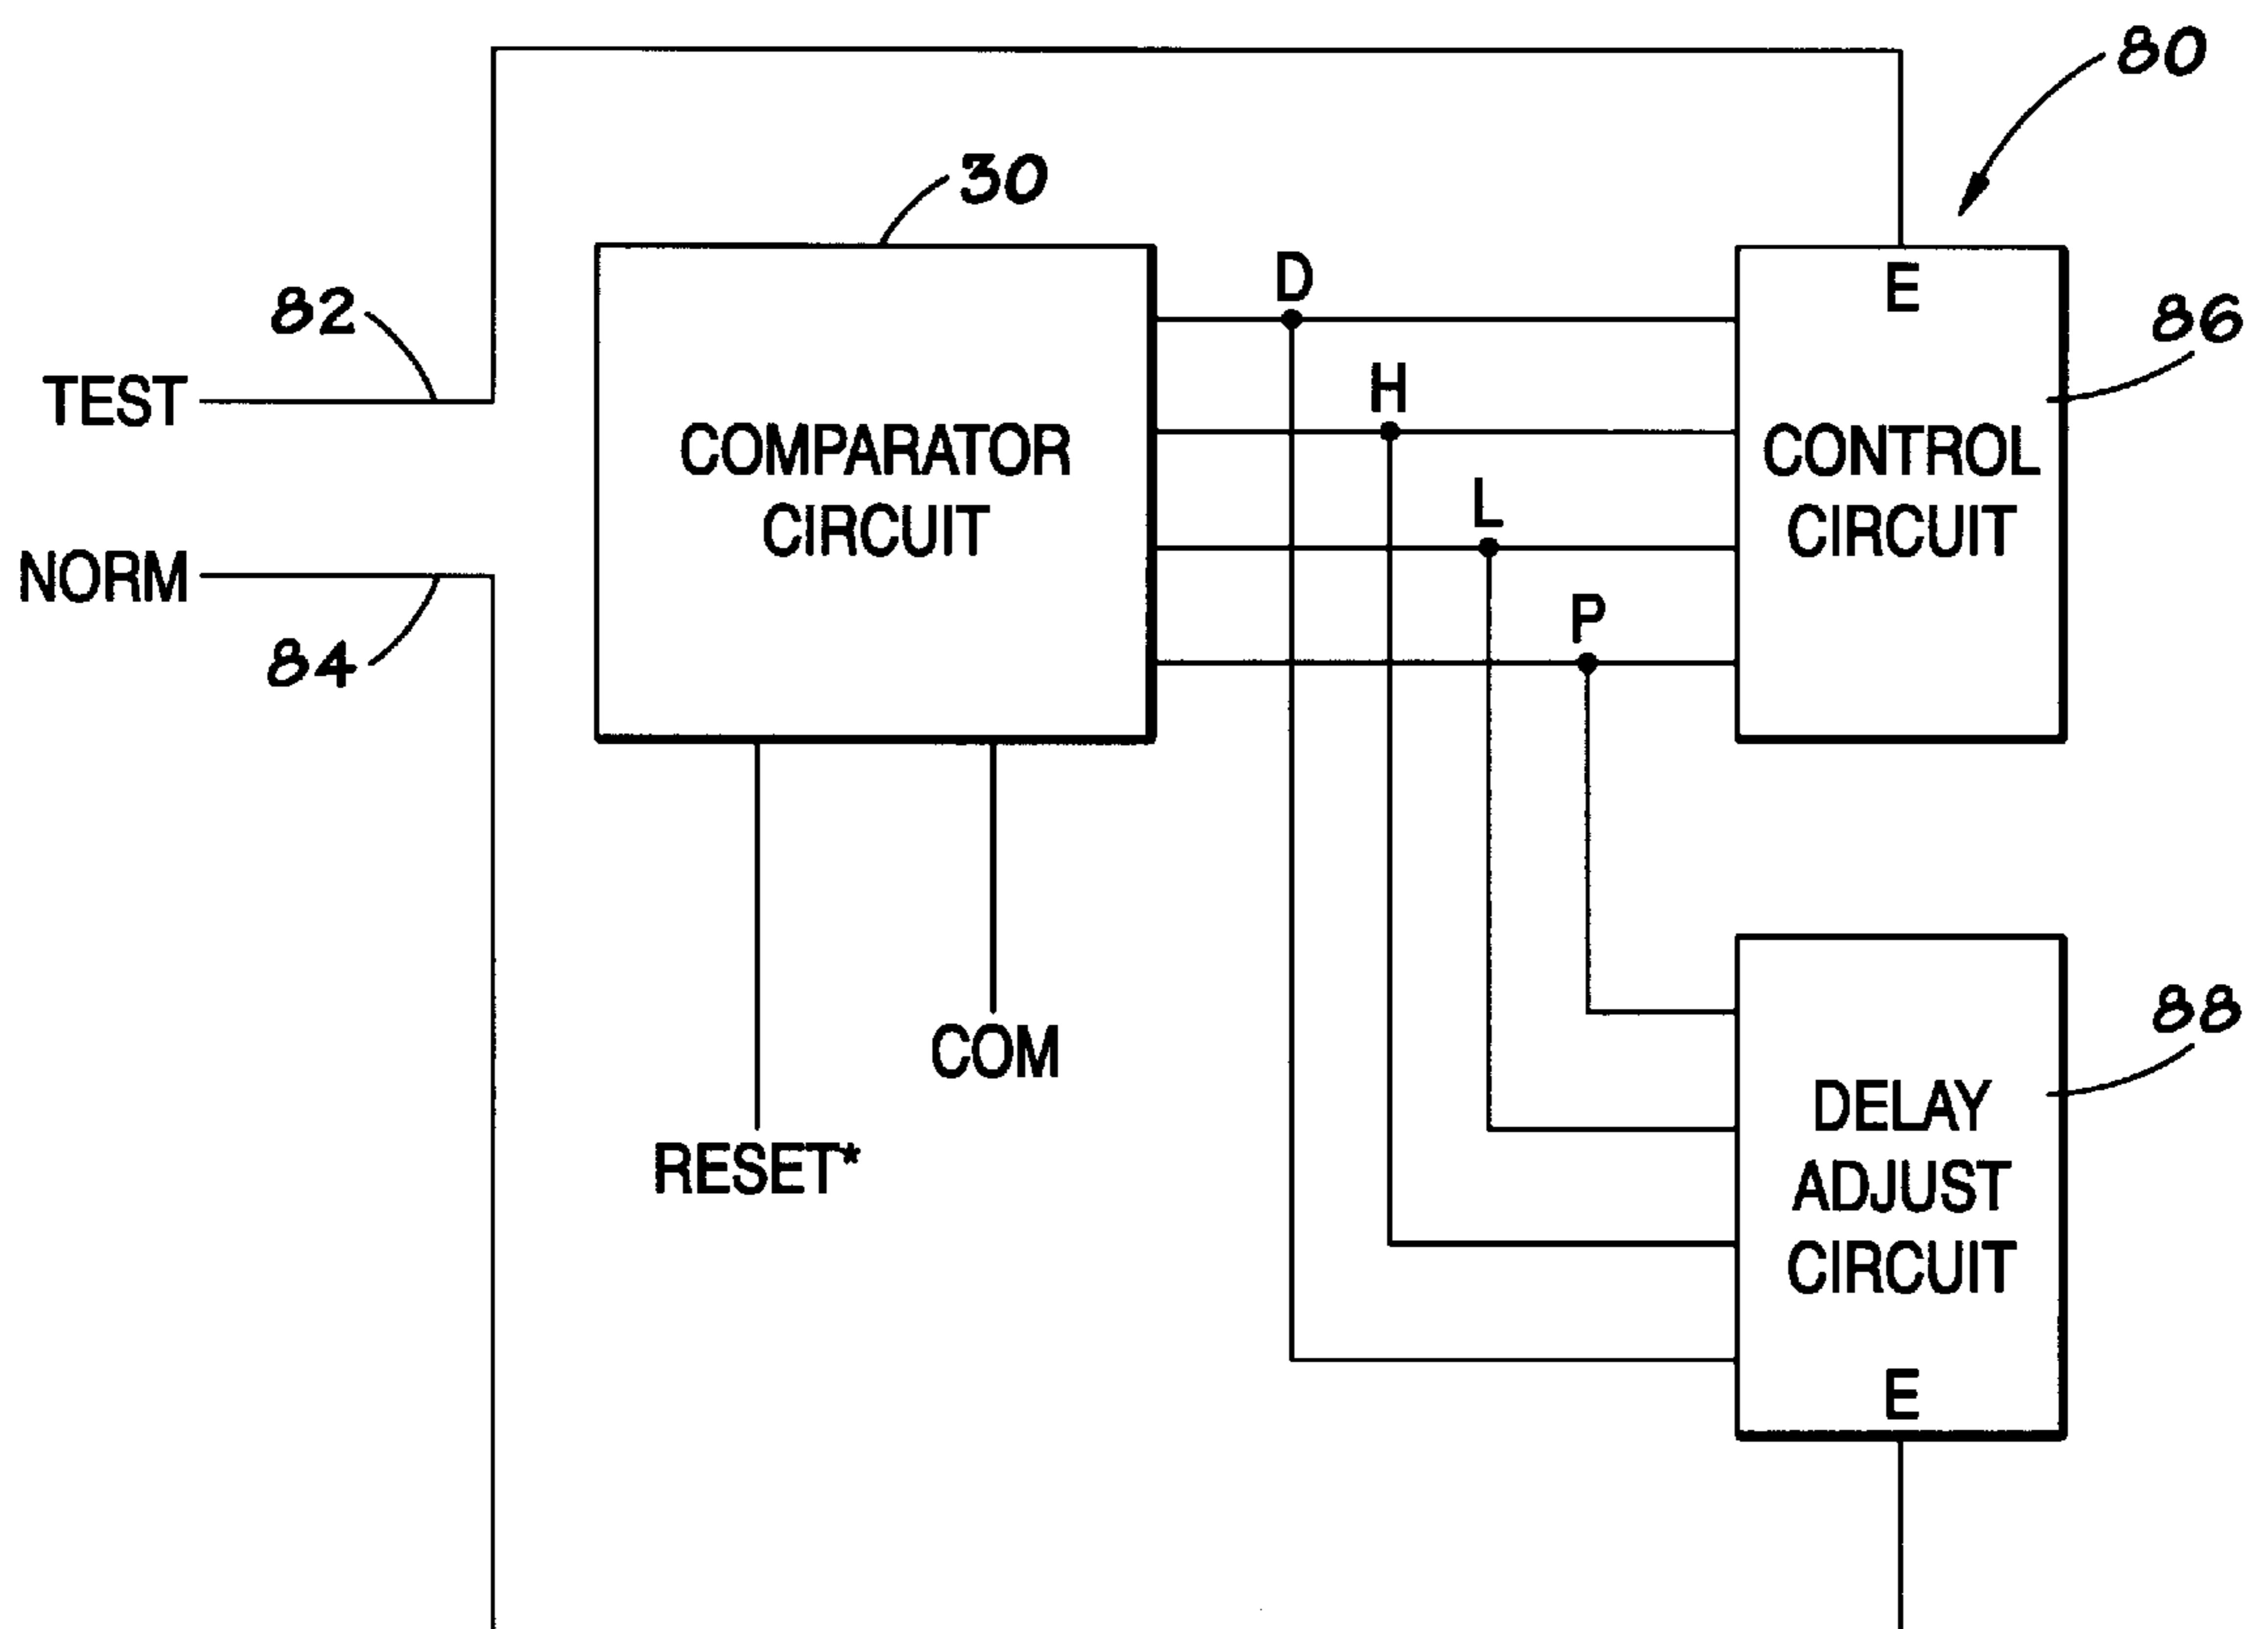 80
30
D
E
82
86
H
TEST
COMPARATOR
CIRCUIT
CONTROL
CIRCUIT
L
NORM
P
84
88
COM
DELAY
ADJUST
CIRCUIT
RESET*
E